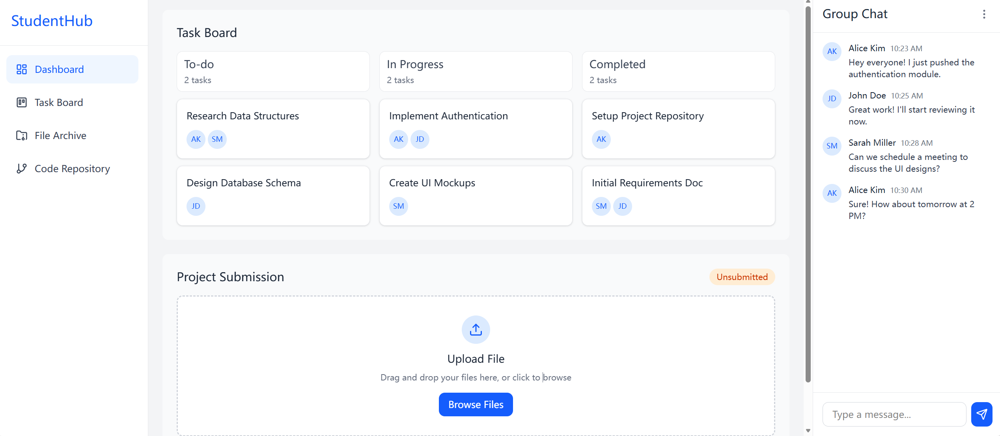 StudentHub
Dashboard
Task Board
File Archive
Code Repository
Task Board
To-do
2 tasks
Research Data Structures
AK SM
Design Database Schema
JD
In Progress
2 tasks
Implement Authentication
AK JD
Create UI Mockups
SM
Completed
2 tasks
Setup Project Repository
AK
Initial Requirements Doc
SM JD
Project Submission
Unsubmitted
Upload File
Drag and drop your files here, or click to browse
Browse Files
Group Chat
AK
Alice Kim 10:23 AM
Hey everyone! I just pushed the
authentication module.
JD
John Doe 10:25 AM
Great work! I'll start reviewing it
now.
SM
Sarah Miller 10:28 AM
Can we schedule a meeting to
discuss the UI designs?
AK
Alice Kim 10:30 AM
Sure! How about tomorrow at 2
PM?
Type a message...